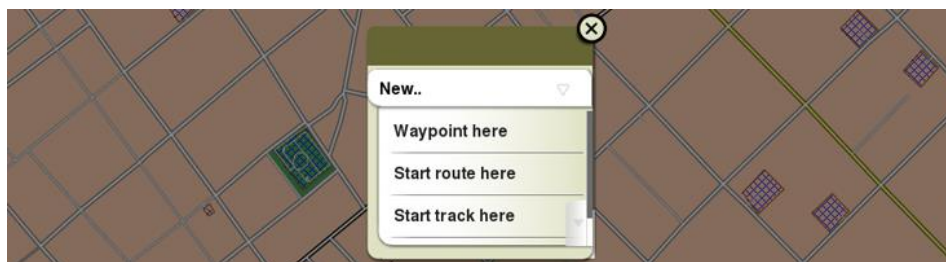 New..
Waypoint here
Start route here
Start track here